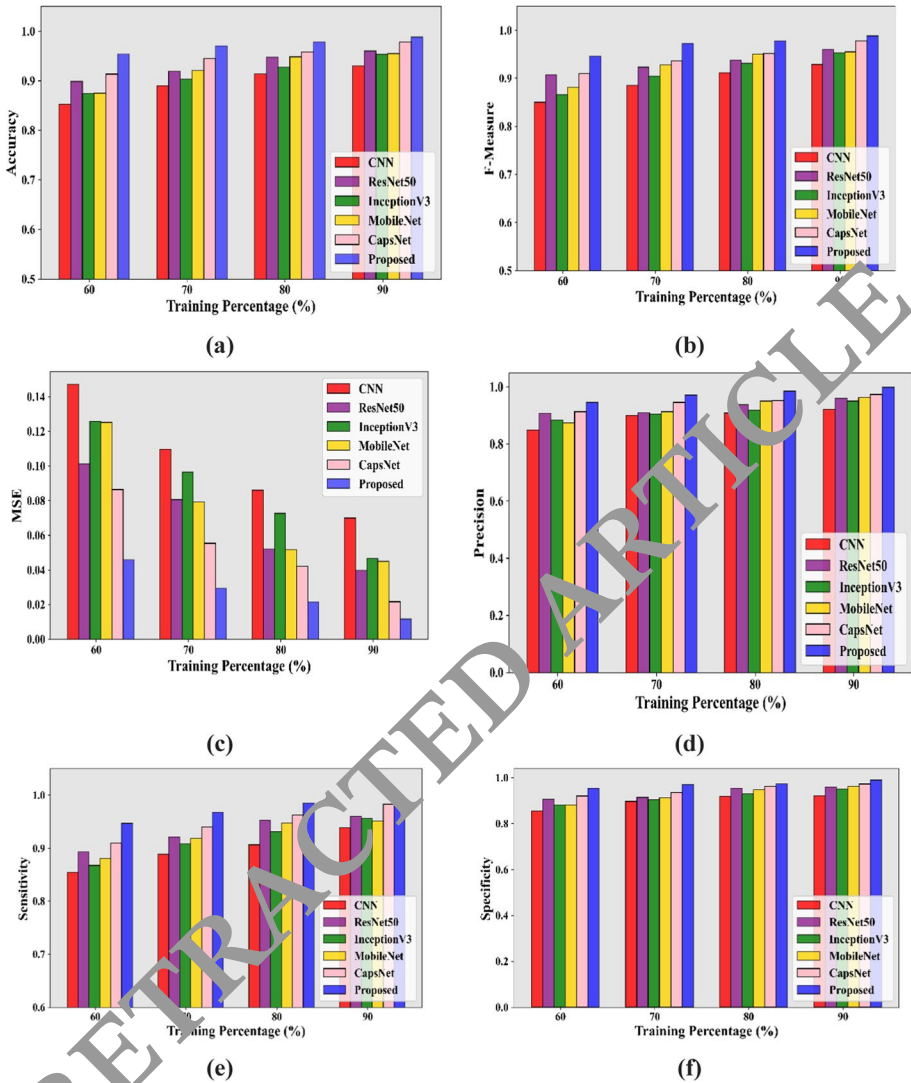 Accuracy
1.0
0.9
0.8
0.7
0.6
0.5
CNN
ResNet50
InceptionV3
MobileNet
CapsNet
Proposed
60 70 80 90
Training Percentage (%)
(a)
F-Measure
1.0
0.9
0.8
0.7
0.6
0.5
CNN
ResNet50
InceptionV3
MobileNet
CapsNet
Proposed
60 70 80
Training Percentage (%)
(b)
MSE
0.14
0.12
0.10
0.08
0.06
0.04
0.02
0.00
CNN
ResNet50
InceptionV3
MobileNet
CapsNet
Proposed
60 70 80 90
Training Percentage (%)
(c)
Precision
1.0
0.8
0.6
0.4
0.2
0.0
CNN
ResNet50
InceptionV3
MobileNet
CapsNet
Proposed
60 70 80 90
Training Percentage (%)
(d)
Sensitivity
1.0
0.9
0.8
0.7
0.6
CNN
ResNet50
InceptionV3
MobileNet
CapsNet
Proposed
60 70 80 90
Training Percentage (%)
(e)
Specificity
1.0
0.8
0.6
0.4
0.2
0.0
CNN
ResNet50
InceptionV3
MobileNet
CapsNet
Proposed
60 70 80 90
Training Percentage (%)
(f)
RETRACTED ARTICLE